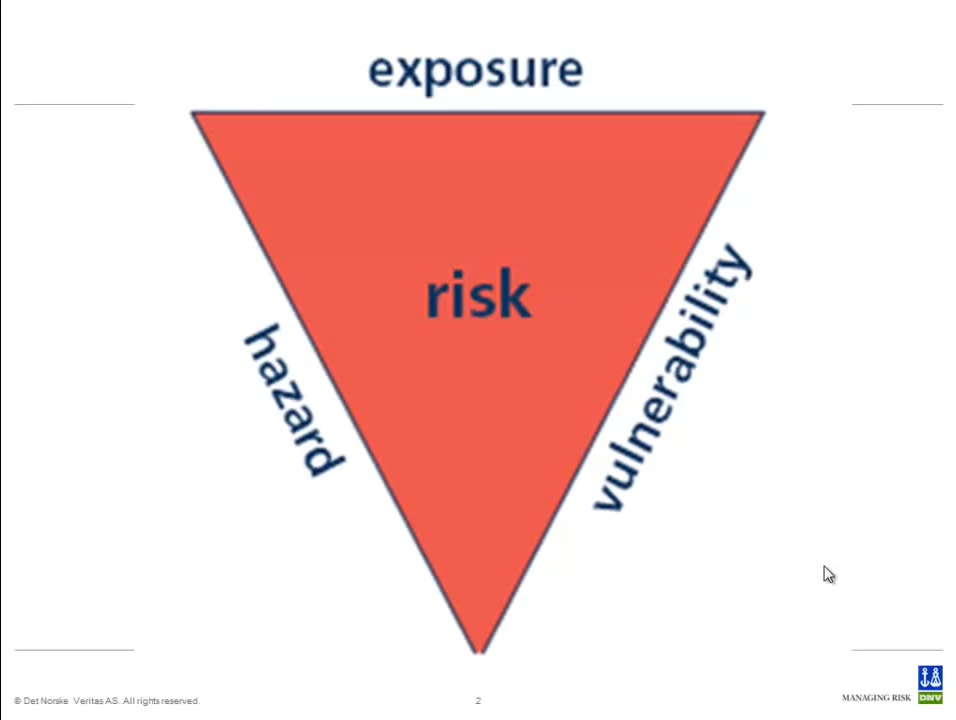 exposure
risk
hazard
vulnerability
© Det Norske Veritas AS. All rights reserved.
2
MANAGING RISK
DNV